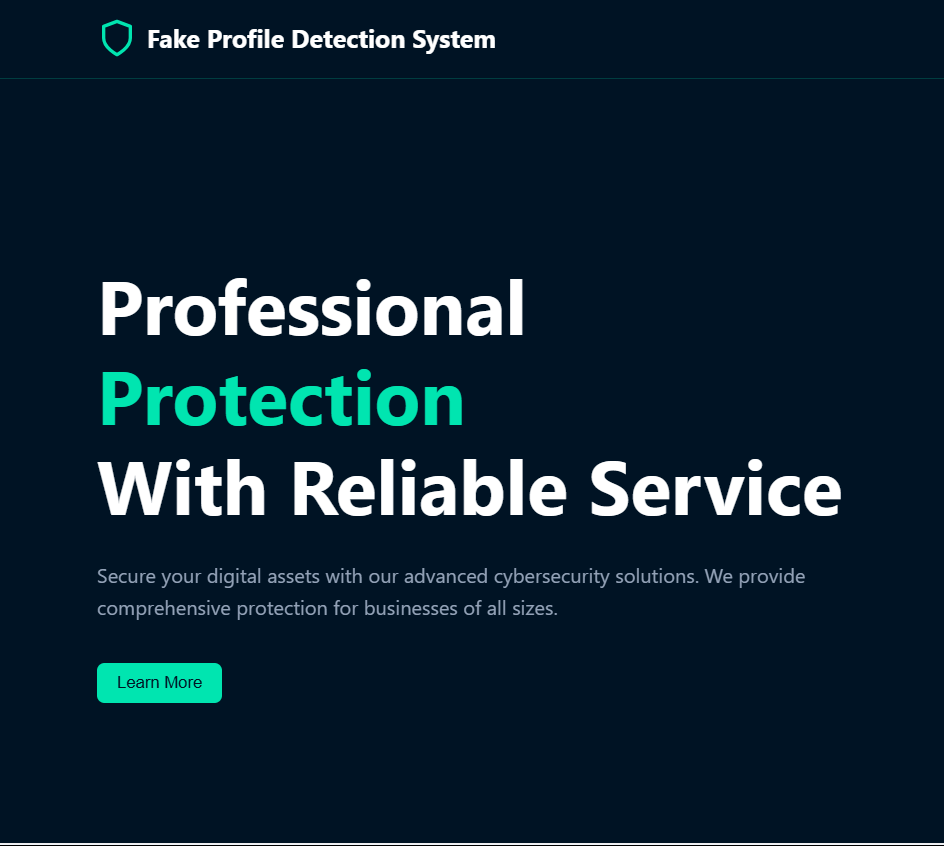 Fake Profile Detection System
Professional
Protection
With Reliable Service
Secure your digital assets with our advanced cybersecurity solutions. We provide
comprehensive protection for businesses of all sizes.
Learn More